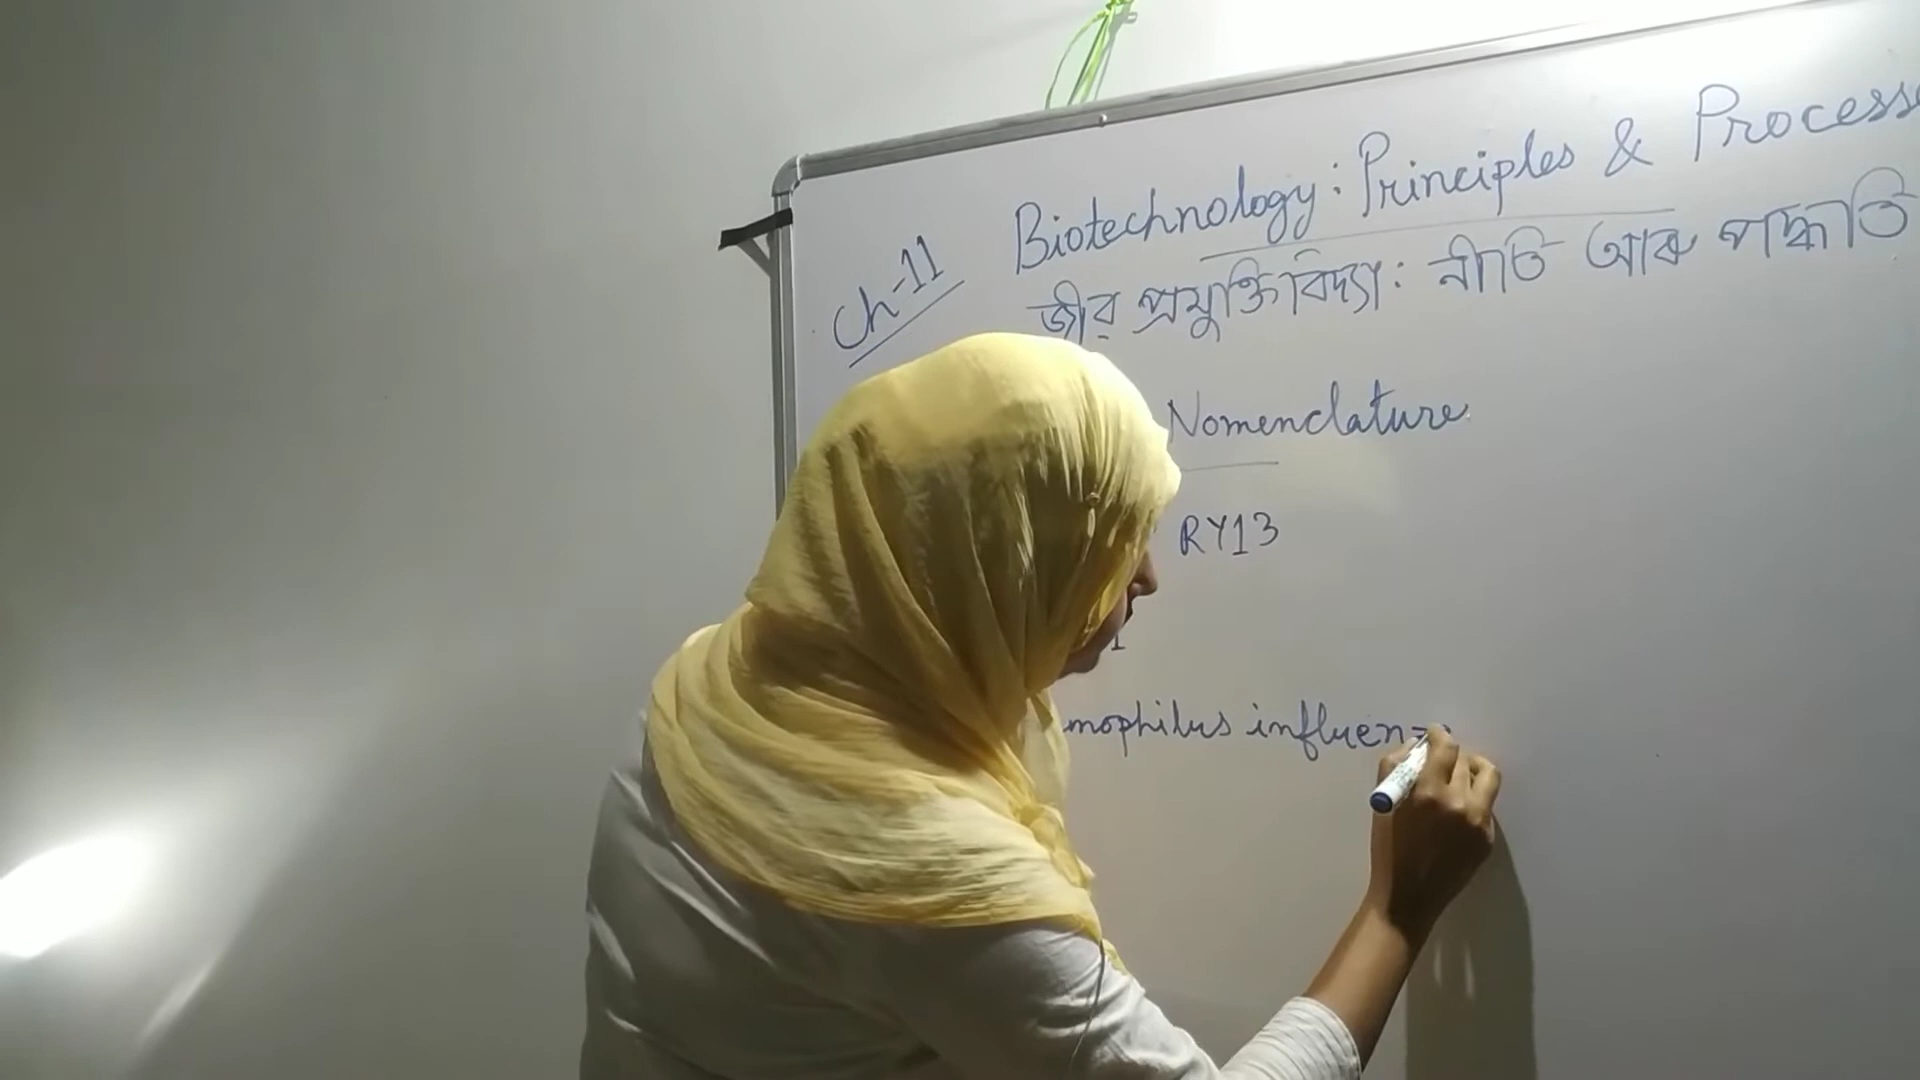 Ch-11
Biotechnology: Principles & Process
জীৱ প্ৰযুক্তিবিদ্যা: নীতি আৰু পদ্ধতি
Nomenclature
RY13
I
mophilus influenz